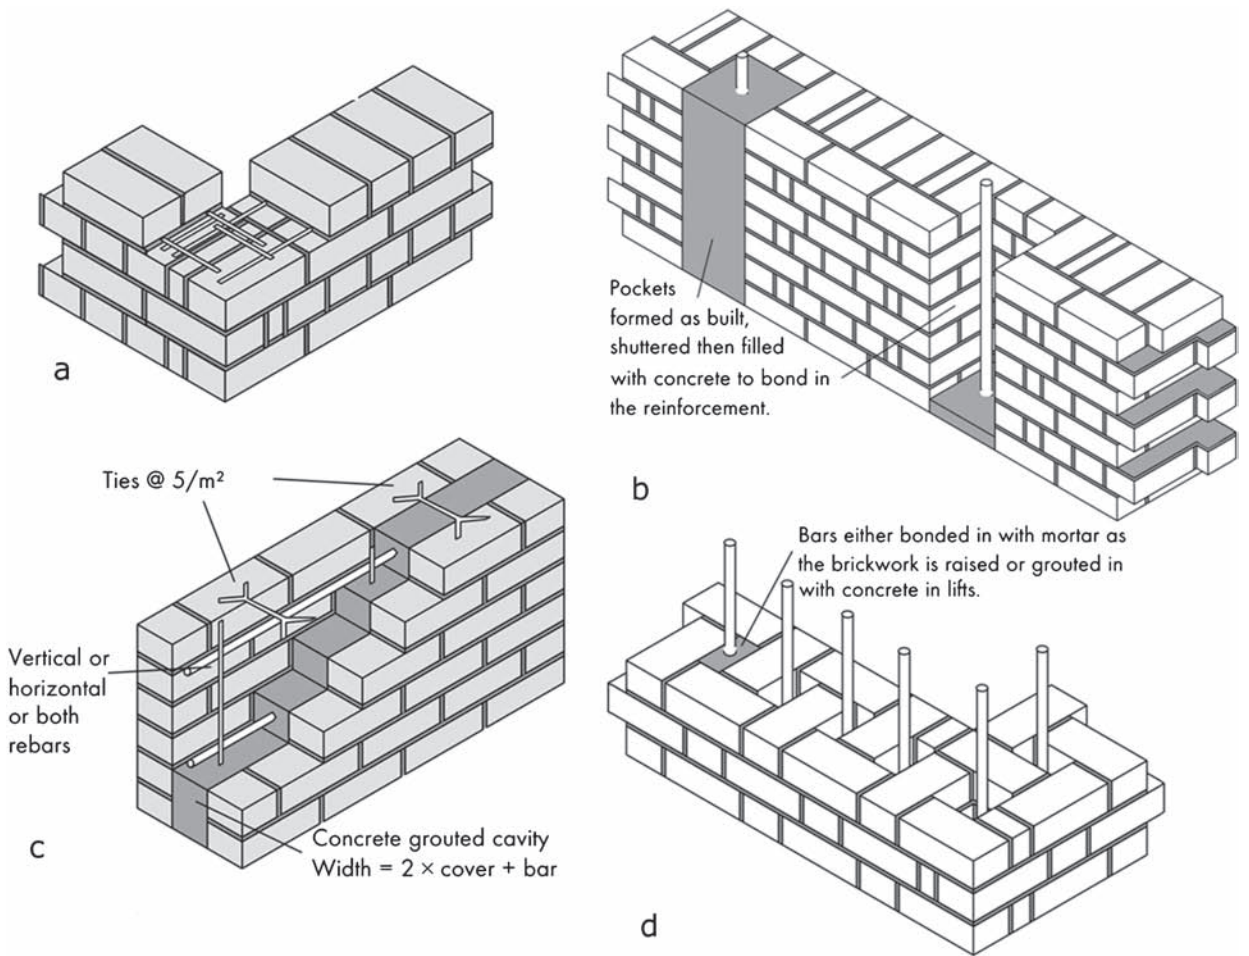 a
Pockets
formed as built,
shuttered then filled
with concrete to bond in
the reinforcement.
b
Ties @ 5/m²
Vertical or
horizontal
or both
rebars
Concrete grouted cavity
Width = 2 × cover + bar
c
Bars either bonded in with mortar as
the brickwork is raised or grouted in
with concrete in lifts.
d